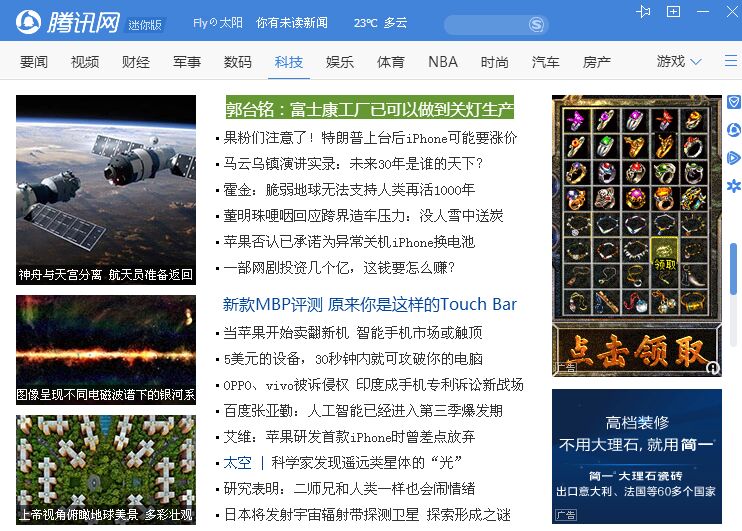 腾讯网 迷你版 Fly的太阳 你有未读新闻 23℃ 多云
要闻 视频 财经 军事 数码 科技 娱乐 体育 NBA 时尚 汽车 房产 游戏
神舟与天宫分离 航天员准备返回
图像呈现不同电磁波谱下的银河系
上帝视角俯瞰地球美景 多彩壮观
郭台铭：富士康工厂已可以做到关灯生产
果粉们注意了！特朗普上台后iPhone可能要涨价
马云乌镇演讲实录：未来30年是谁的天下？
霍金：脆弱地球无法支持人类再活1000年
董明珠哽咽回应跨界造车压力：没人雪中送炭
苹果否认已承诺为异常关机iPhone换电池
一部网剧投资几个亿，这钱要怎么赚？
新款MBP评测 原来你是这样的Touch Bar
当苹果开始卖翻新机 智能手机市场或触顶
5美元的设备，30秒钟内就可攻破你的电脑
OPPO、vivo被诉侵权 印度成手机专利诉讼新战场
百度张亚勤：人工智能已经进入第三季爆发期
艾维：苹果研发首款iPhone时曾差点放弃
太空 | 科学家发现遥远类星体的“光”
研究表明：二师兄和人类一样也会闹情绪
日本将发射宇宙辐射带探测卫星 探索形成之谜
领取
点击领取
广告
高档装修
不用大理石，就用简一
简一大理石瓷砖
出口意大利、法国等60多个国家
广告